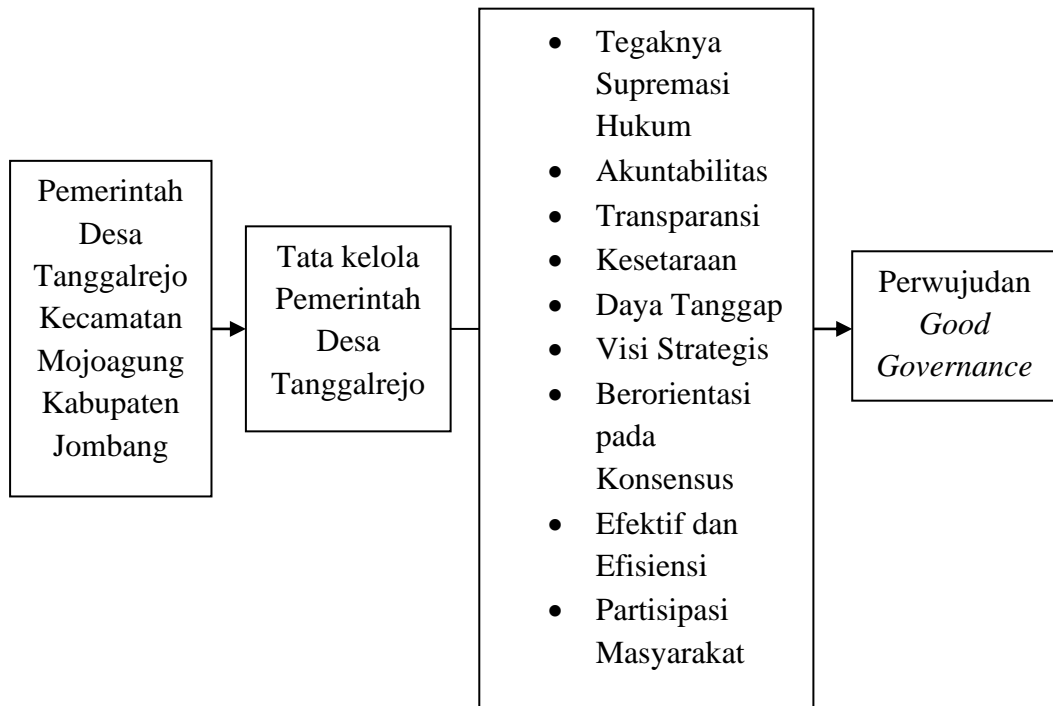 Pemerintah
Desa
Tanggalrejo
Kecamatan
Mojoagung
Kabupaten
Jombang
Tata kelola
Pemerintah
Desa
Tanggalrejo
• Tegaknya
Supremasi
Hukum
• Akuntabilitas
• Transparansi
• Kesetaraan
• Daya Tanggap
• Visi Strategis
• Berorientasi
pada
Konsensus
• Efektif dan
Efisiensi
• Partisipasi
Masyarakat
Perwujudan
Good
Governance